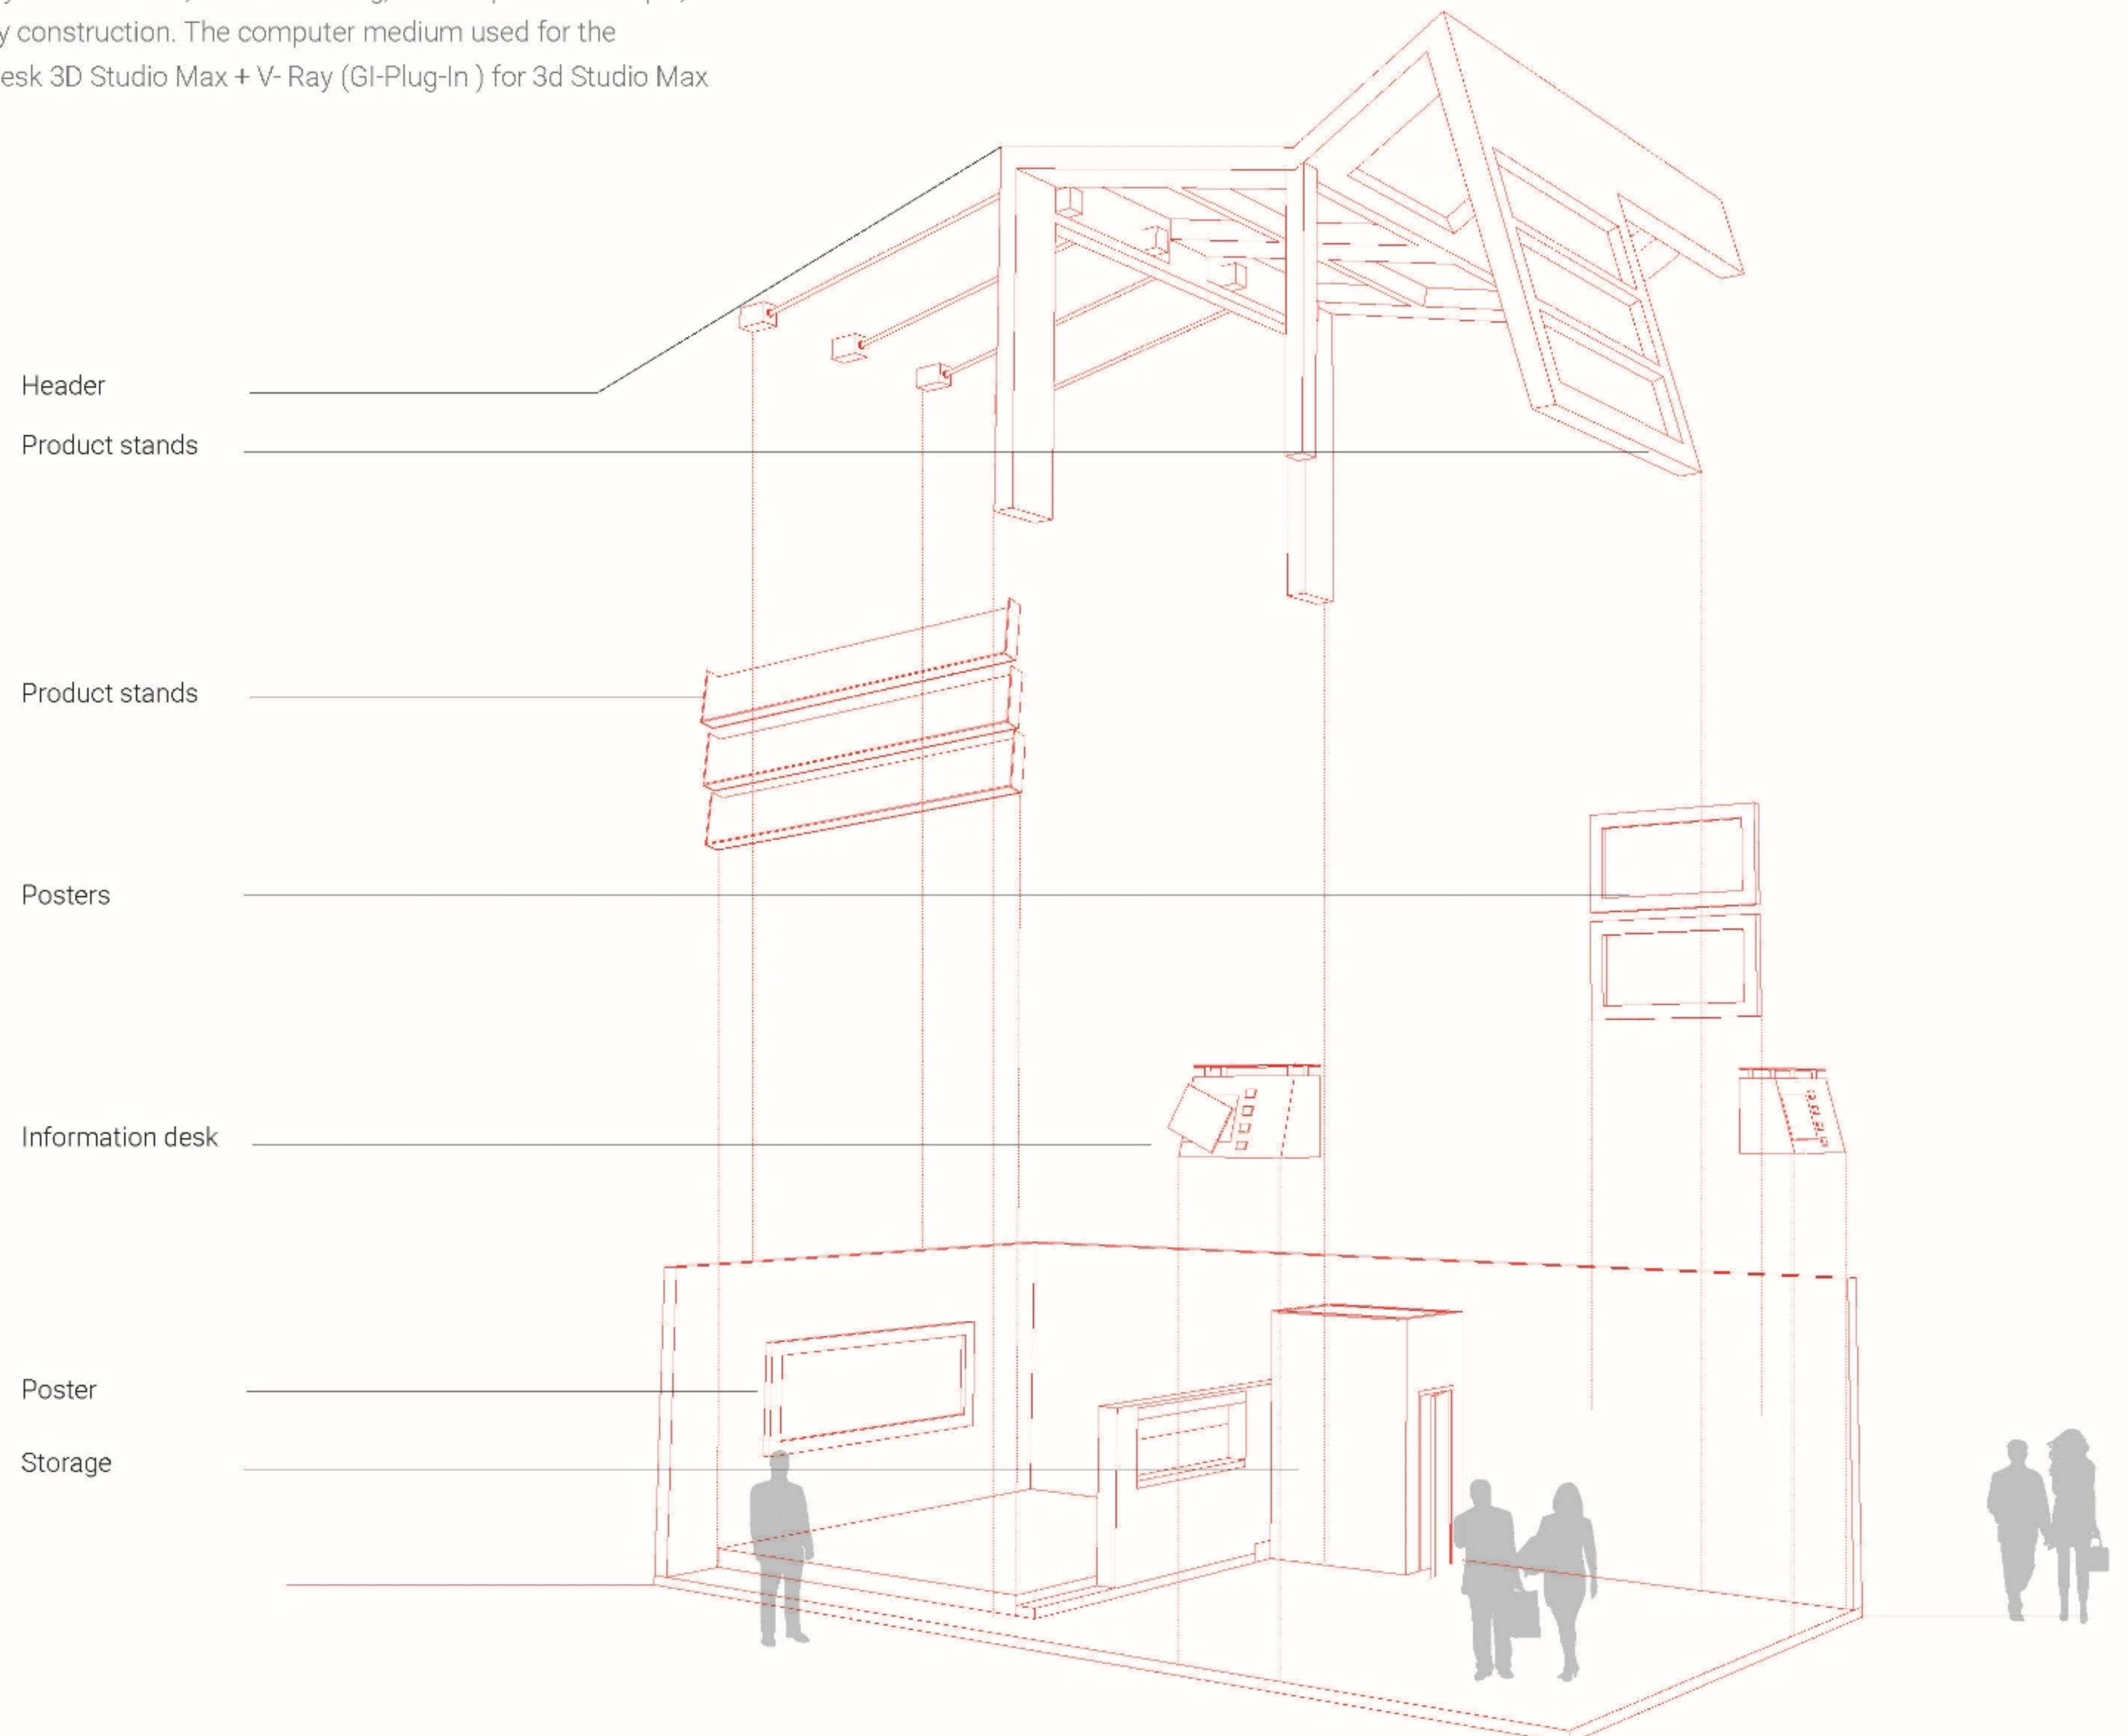 y construction. The computer medium used for the
esk 3D Studio Max + V- Ray (GI-Plug-In ) for 3d Studio Max
Header
Product stands
Product stands
Posters
Information desk
Poster
Storage